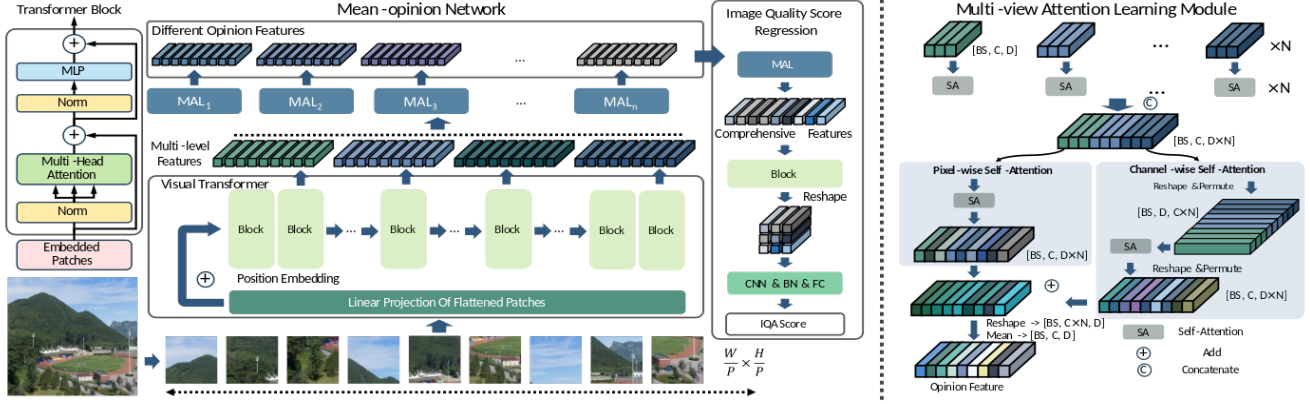 Transformer Block
MLP
Norm
Multi -Head
Attention
Norm
Embedded
Patches
Mean -opinion Network
Different Opinion Features
...
MAL1
MAL2
MAL3
...
MALn
Multi -level
Features
Visual Transformer
Block
Block
...
Block
...
Block
...
Block
Block
Position Embedding
Linear Projection Of Flattened Patches
W/P × H/P
Image Quality Score
Regression
MAL
Comprehensive Features
Block
Reshape
CNN & BN & FC
IQA Score
Multi -view Attention Learning Module
[BS, C, D]
...
×N
SA
SA
...
SA
×N
C
[BS, C, D×N]
Pixel-wise Self -Attention
SA
[BS, C, D×N]
Channel -wise Self-Attention
Reshape &Permute
[BS, D, C×N]
SA
Reshape &Permute
[BS, C, D×N]
Reshape -> [BS, C×N, D]
Mean -> [BS, C, D]
Opinion Feature
SA
Self-Attention
Add
C
Concatenate